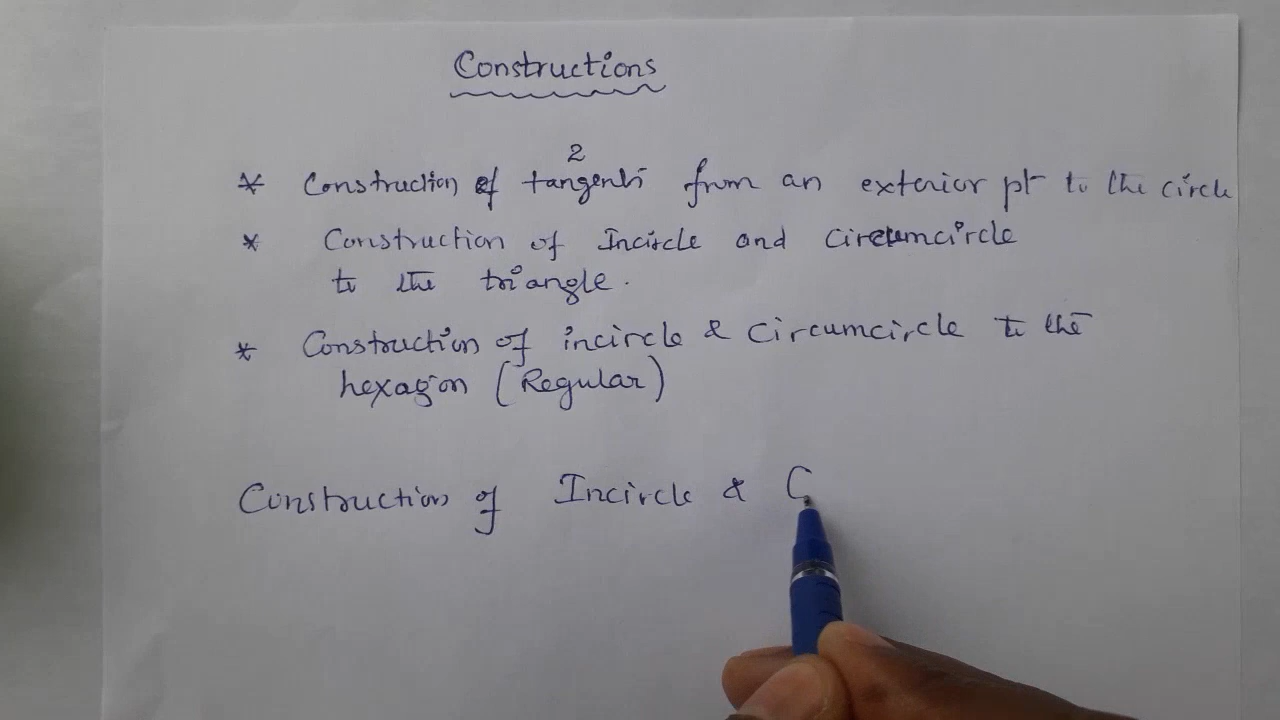 Constructions
2
* Construction of tangents from an exterior pt to the circle
* Construction of Incircle and circumcircle
to the triangle.
* Construction of incircle & circumcircle to the
hexagon (Regular)
Construction of Incircle & C